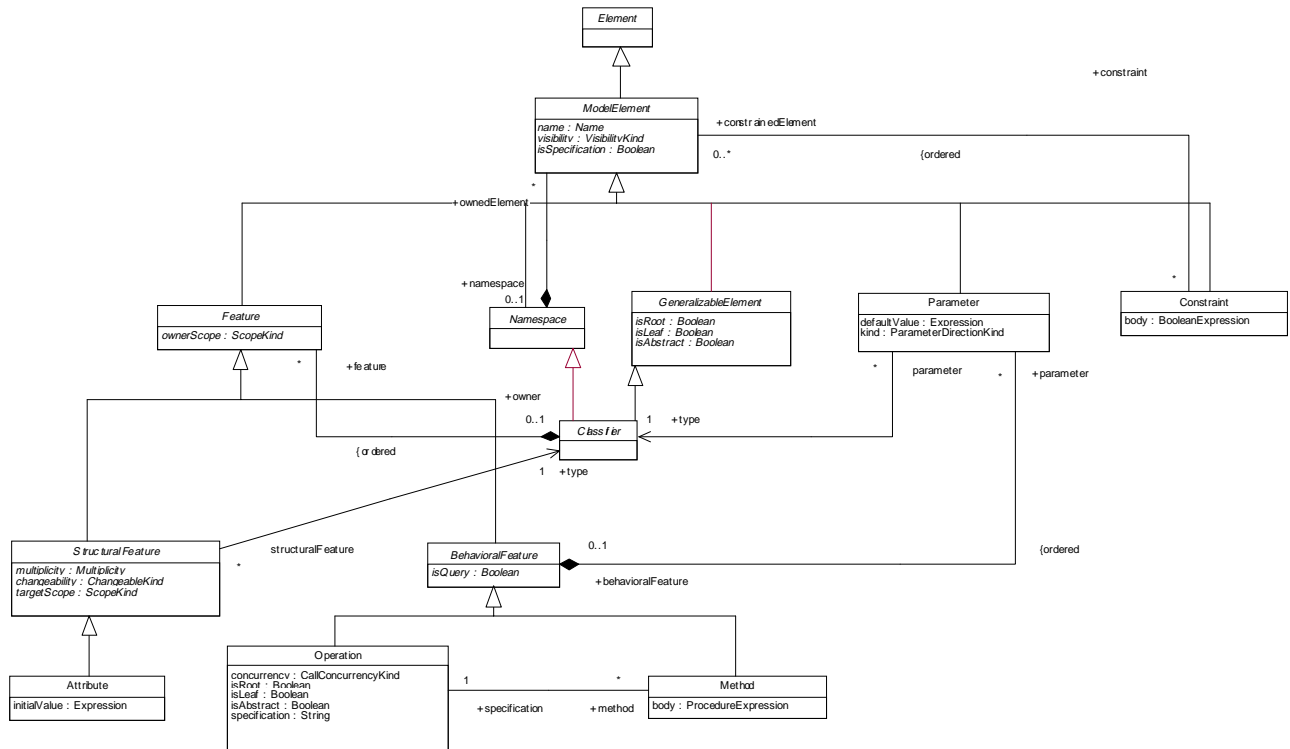 Element
+constraint
ModelElement
name : Name
visibility : VisibilityKind
isSpecification : Boolean
+constrainedElement
0..*
{ordered
*
+ownedElement
+namespace
0..1
*
Feature
ownerScope : ScopeKind
Namespace
GeneralizableElement
isRoot : Boolean
isLeaf : Boolean
isAbstract : Boolean
Parameter
defaultValue : Expression
kind : ParameterDirectionKind
Constraint
body : BooleanExpression
*
+feature
*
parameter
*
+parameter
+owner
0..1
Classifier
1
+type
{ordered
1
+type
StructuralFeature
multiplicity : Multiplicity
changeability : ChangeableKind
targetScope : ScopeKind
*
structuralFeature
BehavioralFeature
isQuery : Boolean
0..1
+behavioralFeature
{ordered
Attribute
initialValue : Expression
Operation
concurrency : CallConcurrencyKind
isRoot : Boolean
isLeaf : Boolean
isAbstract : Boolean
specification : String
1
+specification
*
+method
Method
body : ProcedureExpression